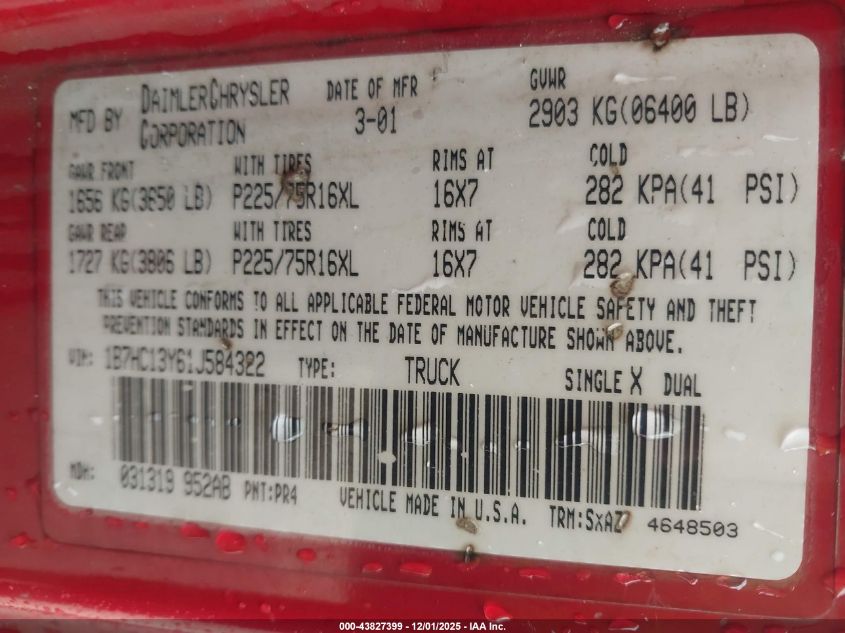 MFD BY DAIMLERCHRYSLER CORPORATION DATE OF MFR 3-01 GVWR 2903 KG(06400 LB)
GAWR FRONT WITH TIRES RIMS AT COLD
1656 KG(3650 LB) P225/75R16XL 16X7 282 KPA(41 PSI)
GAWR REAR WITH TIRES RIMS AT COLD
1727 KG(3806 LB) P225/75R16XL 16X7 282 KPA(41 PSI)
THIS VEHICLE CONFORMS TO ALL APPLICABLE FEDERAL MOTOR VEHICLE SAFETY AND THEFT
PREVENTION STANDARDS IN EFFECT ON THE DATE OF MANUFACTURE SHOWN ABOVE.
VIN: 1B7HC13Y61J584322 TYPE: TRUCK SINGLE X DUAL
MDH: 031319 952AB PNT:PR4 VEHICLE MADE IN U.S.A. TRM:SXAZ 4648503
000-43827399 - 12/01/2025 - IAA Inc.